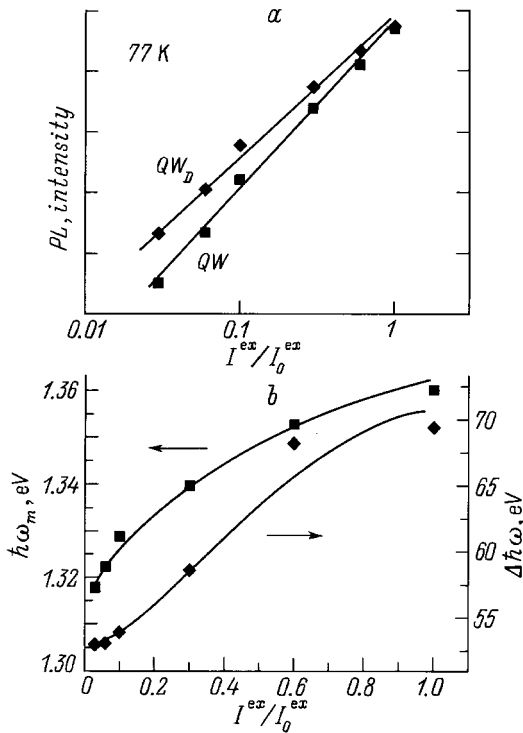 a
77 K
PL, intensity
QW_D
QW
0.01 0.1 1
I^ex/I_0^ex
b
1.36
1.34
1.32
1.30
ħω_m, eV
70
65
60
55
Δħω, eV
0 0.2 0.4 0.6 0.8 1.0
I^ex/I_0^ex